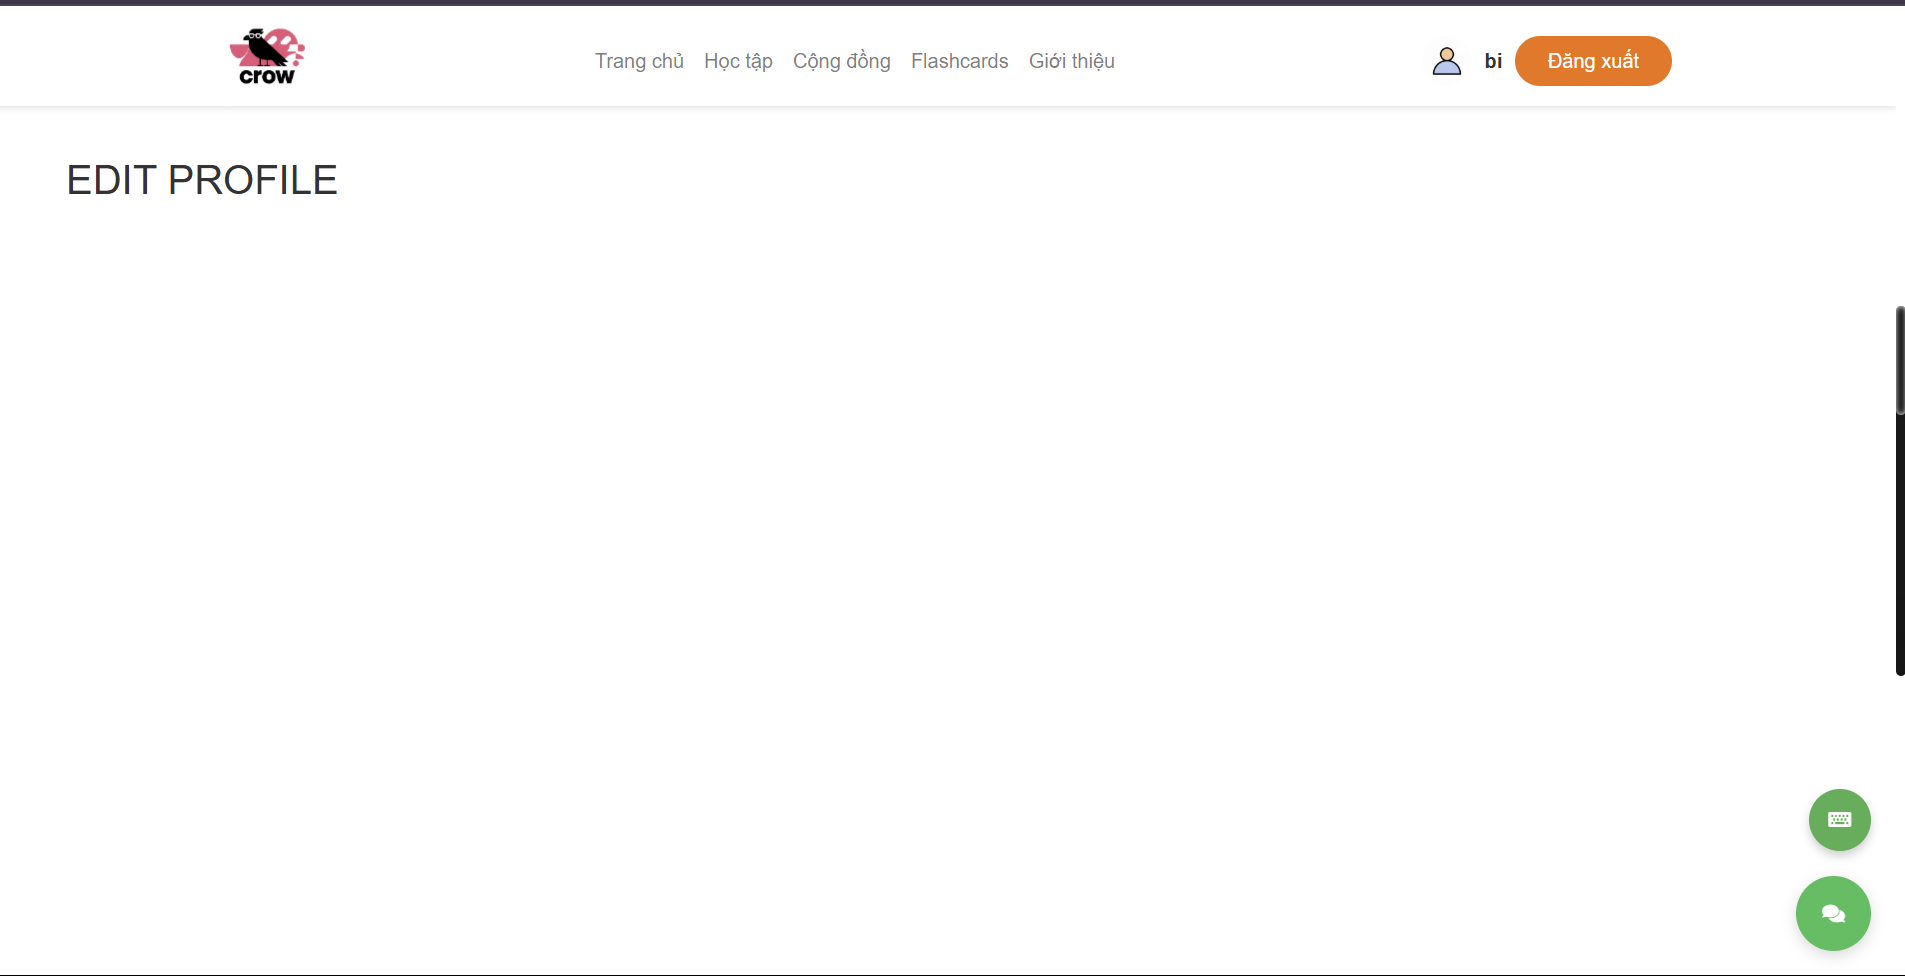 crow
Trang chủ Học tập Cộng đồng Flashcards Giới thiệu
bi Đăng xuất
EDIT PROFILE